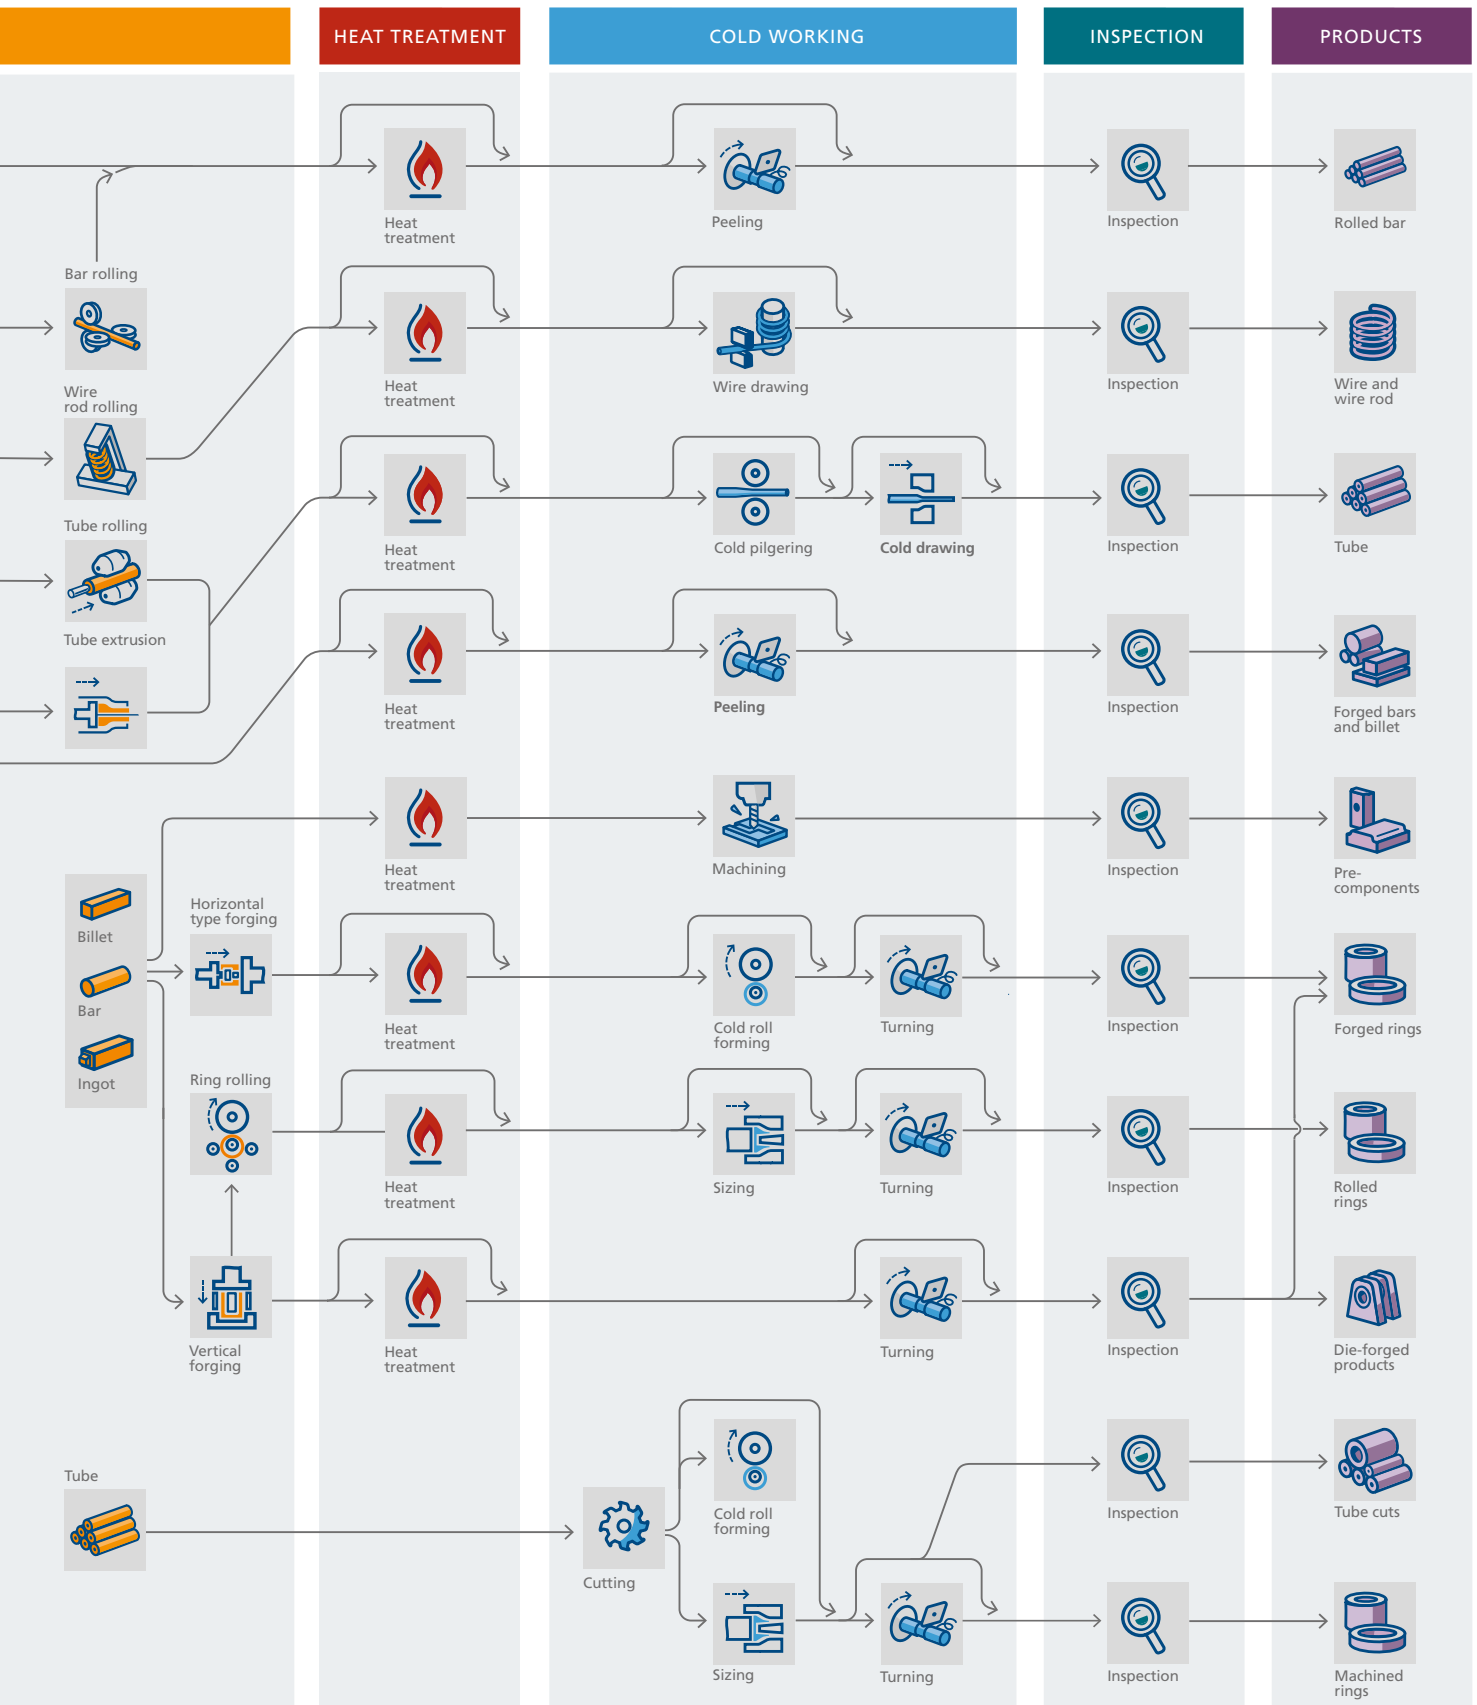 HEAT TREATMENT
COLD WORKING
INSPECTION
PRODUCTS
Heat
treatment
Peeling
Inspection
Rolled bar
Bar rolling
Wire
rod rolling
Heat
treatment
Wire drawing
Inspection
Wire and
wire rod
Tube rolling
Heat
treatment
Cold pilgering
Cold drawing
Inspection
Tube
Tube extrusion
Heat
treatment
Peeling
Inspection
Forged bars
and billet
Heat
treatment
Machining
Inspection
Pre-
components
Billet
Bar
Ingot
Horizontal
type forging
Heat
treatment
Cold roll
forming
Turning
Inspection
Forged rings
Ring rolling
Heat
treatment
Sizing
Turning
Inspection
Rolled
rings
Vertical
forging
Heat
treatment
Turning
Inspection
Die-forged
products
Tube
Cutting
Cold roll
forming
Inspection
Tube cuts
Sizing
Turning
Inspection
Machined
rings